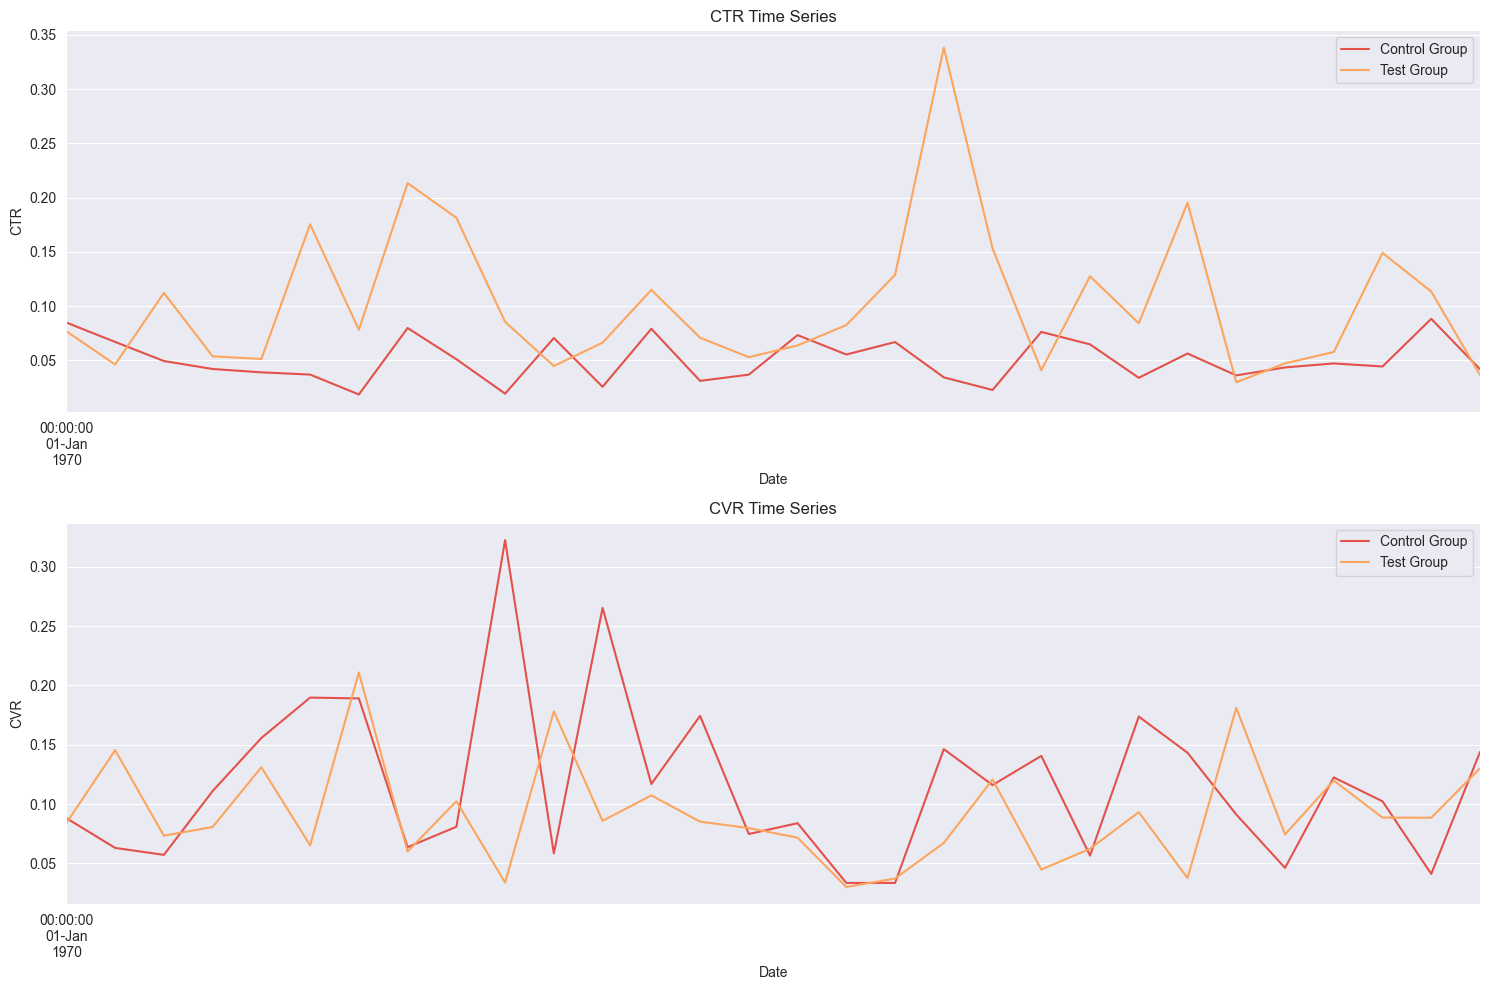 CTR Time Series
0.35
0.30
0.25
0.20
0.15
0.10
0.05
CTR
Control Group
Test Group
00:00:00
01-Jan
1970
Date
CVR Time Series
0.30
0.25
0.20
0.15
0.10
0.05
CVR
Control Group
Test Group
00:00:00
01-Jan
1970
Date